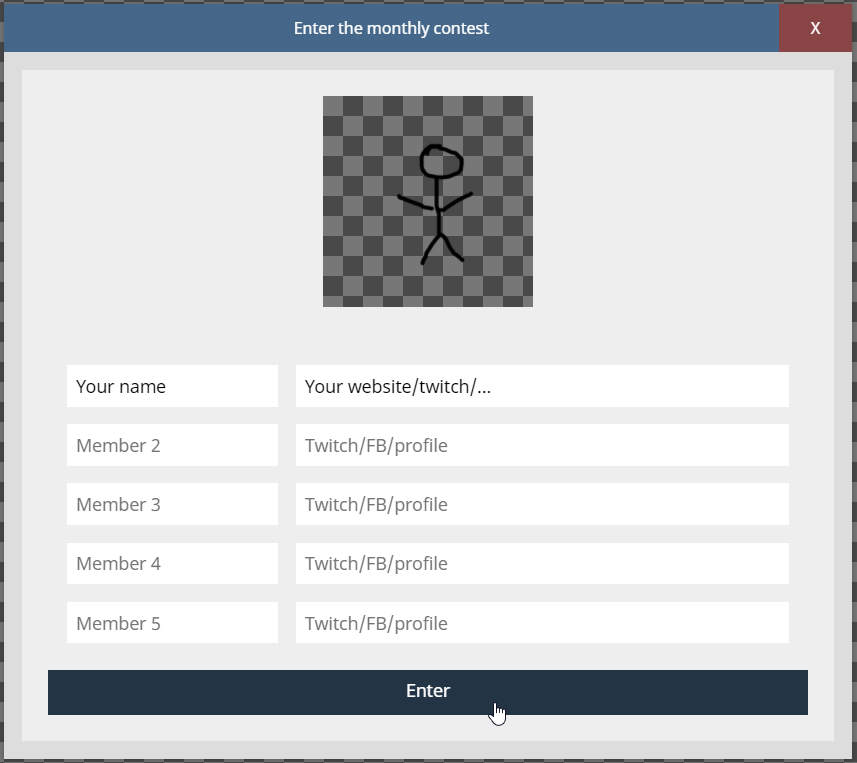 Enter the monthly contest
X
Your name
Your website/twitch/...
Member 2
Twitch/FB/profile
Member 3
Twitch/FB/profile
Member 4
Twitch/FB/profile
Member 5
Twitch/FB/profile
Enter